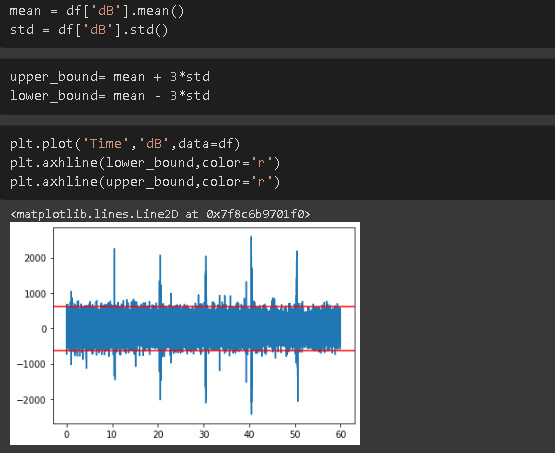 mean = df['dB'].mean()
std = df['dB'].std()
upper_bound= mean + 3*std
lower_bound= mean - 3*std
plt.plot('Time','dB',data=df)
plt.axhline(lower_bound,color='r')
plt.axhline(upper_bound,color='r')
<matplotlib.lines.Line2D at 0x7f8c6b9701f0>
2000
1000
0
−1000
−2000
0 10 20 30 40 50 60